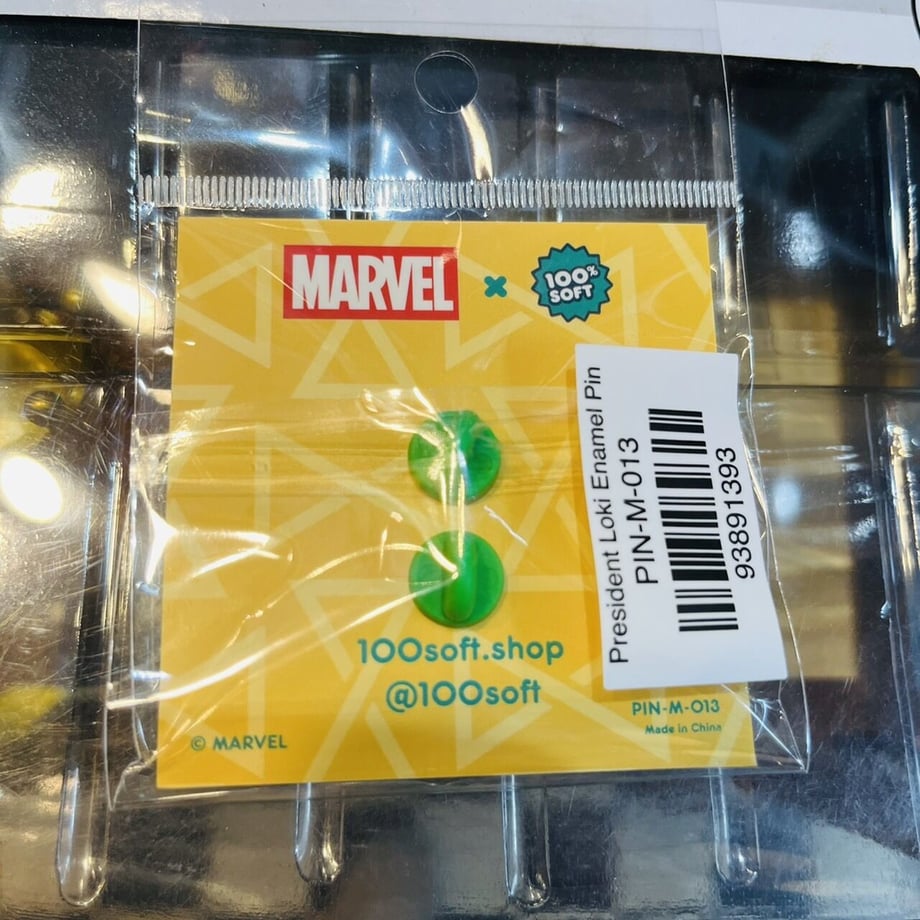 MARVEL x 100% SOFT
President Loki Enamel Pin
PIN-M-013
93891393
100soft.shop
@100soft
PIN-M-013
Made in China
© MARVEL